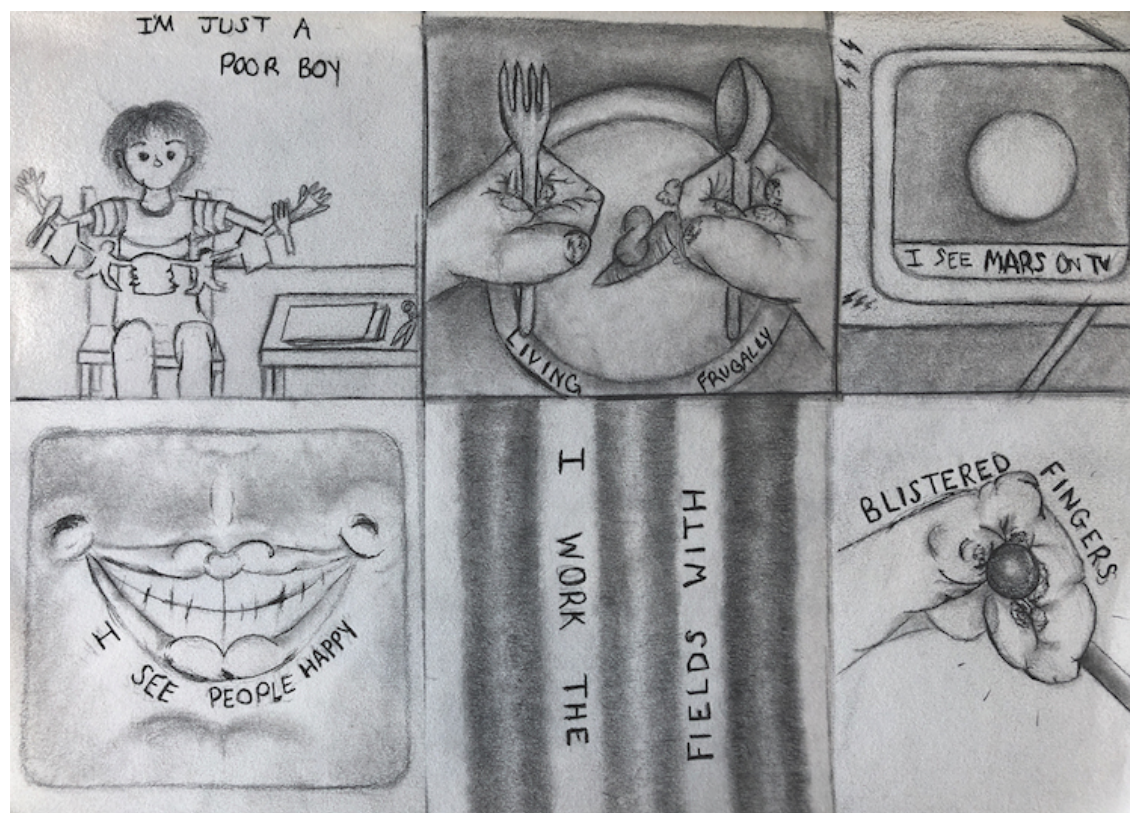 I'M JUST A
POOR BOY
LIVING FRUGALLY
I SEE MARS ON TV
I SEE PEOPLE HAPPY
I WORK THE
FIELDS WITH
BLISTERED FINGERS